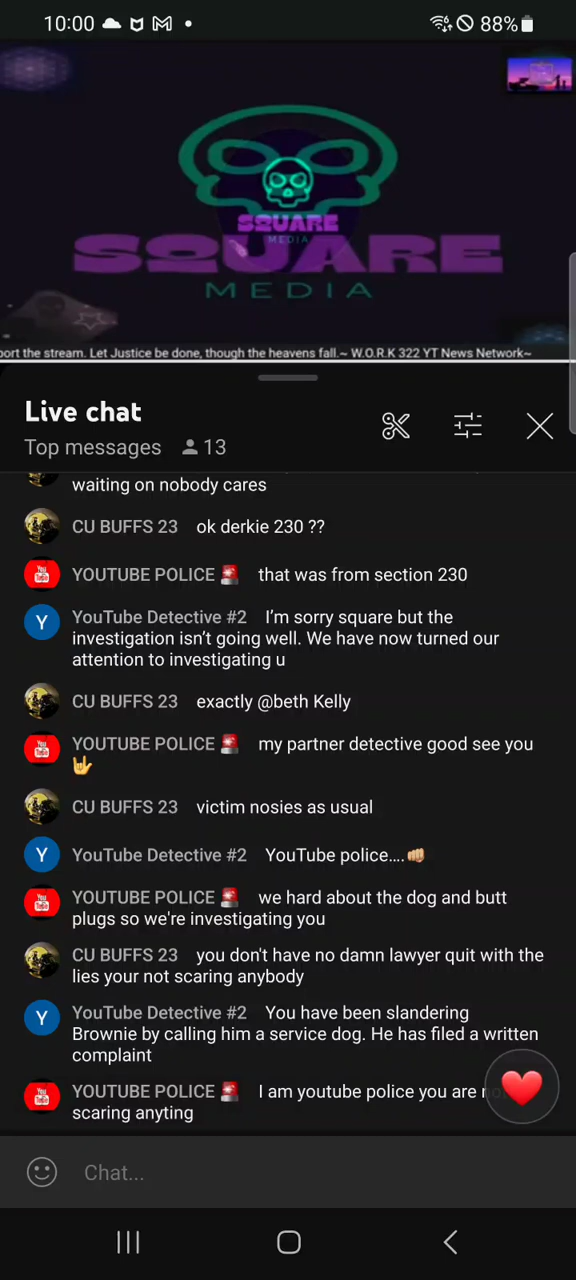 10:00
88%
SQUARE
MEDIA
SQUARE
MEDIA
port the stream. Let Justice be done, though the heavens fall.~ W.O.R.K 322 YT News Network~
Live chat
Top messages 13
waiting on nobody cares
CU BUFFS 23 ok derkie 230 ??
YOUTUBE POLICE 🚨 that was from section 230
Y YouTube Detective #2 I'm sorry square but the
investigation isn't going well. We have now turned our
attention to investigating u
CU BUFFS 23 exactly @beth Kelly
YOUTUBE POLICE 🚨 my partner detective good see you
🤟
CU BUFFS 23 victim nosies as usual
Y YouTube Detective #2 YouTube police....👊🏼
YOUTUBE POLICE 🚨 we hard about the dog and butt
plugs so we're investigating you
CU BUFFS 23 you don't have no damn lawyer quit with the
lies your not scaring anybody
Y YouTube Detective #2 You have been slandering
Brownie by calling him a service dog. He has filed a written
complaint
YOUTUBE POLICE 🚨 I am youtube police you are
scaring anyting
Chat...